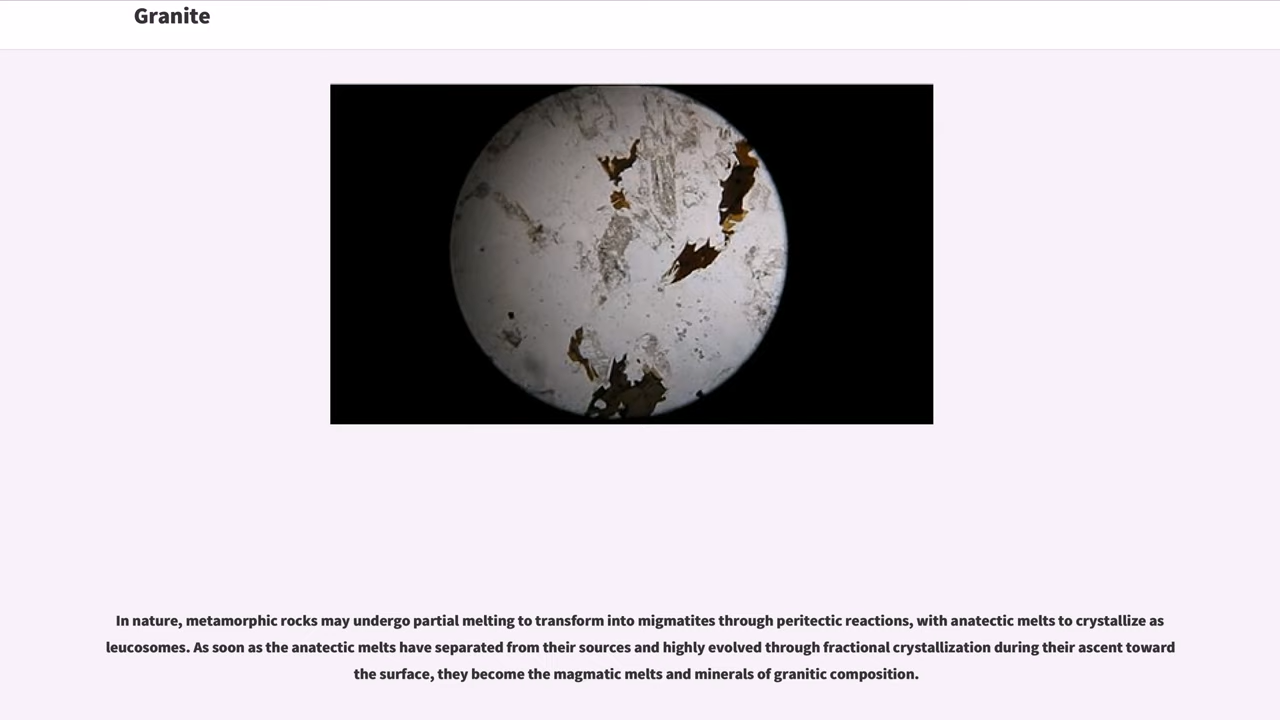 Granite
In nature, metamorphic rocks may undergo partial melting to transform into migmatites through peritectic reactions, with anatectic melts to crystallize as
leucosomes. As soon as the anatectic melts have separated from their sources and highly evolved through fractional crystallization during their ascent toward
the surface, they become the magmatic melts and minerals of granitic composition.